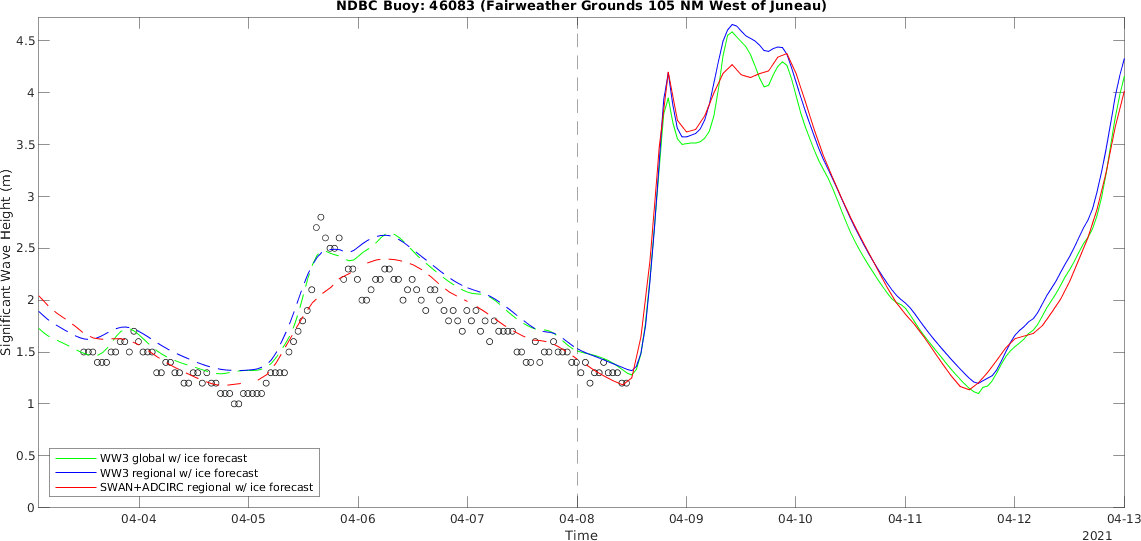 NDBC Buoy: 46083 (Fairweather Grounds 105 NM West of Juneau)
Significant Wave Height (m)
4.5
4
3.5
3
2.5
2
1.5
1
0.5
0
WW3 global w/ ice forecast
WW3 regional w/ ice forecast
SWAN+ADCIRC regional w/ ice forecast
04-04 04-05 04-06 04-07 04-08 04-09 04-10 04-11 04-12 04-13
Time
2021